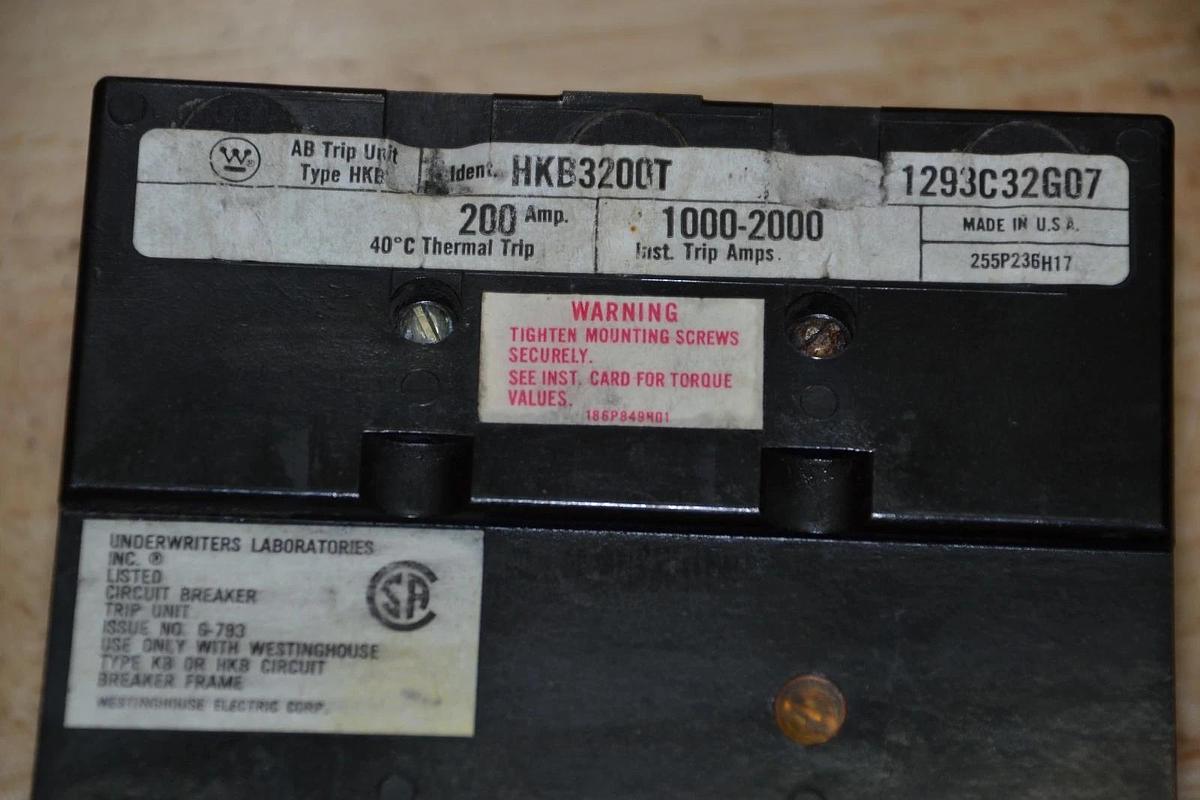 W®
AB Trip Unit
Type HKB
Ident. HKB3200T
1293C32G07
200 Amp.
40°C Thermal Trip
1000-2000
Inst. Trip Amps.
MADE IN U.S.A.
255P236H17
WARNING
TIGHTEN MOUNTING SCREWS
SECURELY.
SEE INST. CARD FOR TORQUE
VALUES.
186P849H01
UNDERWRITERS LABORATORIES
INC. ®
LISTED
CIRCUIT BREAKER
TRIP UNIT
ISSUE NO. G-793
USE ONLY WITH WESTINGHOUSE
TYPE KB OR HKB CIRCUIT
BREAKER FRAME
WESTINGHOUSE ELECTRIC CORP.
SA